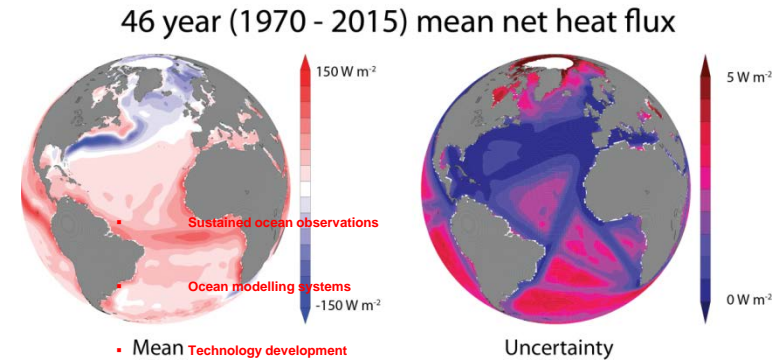 46 year (1970 - 2015) mean net heat flux
150 W m-2
5 W m-2
▪ Sustained ocean observations
▪ Ocean modelling systems
-150 W m-2
0 W m-2
Mean
▪ Technology development
Uncertainty